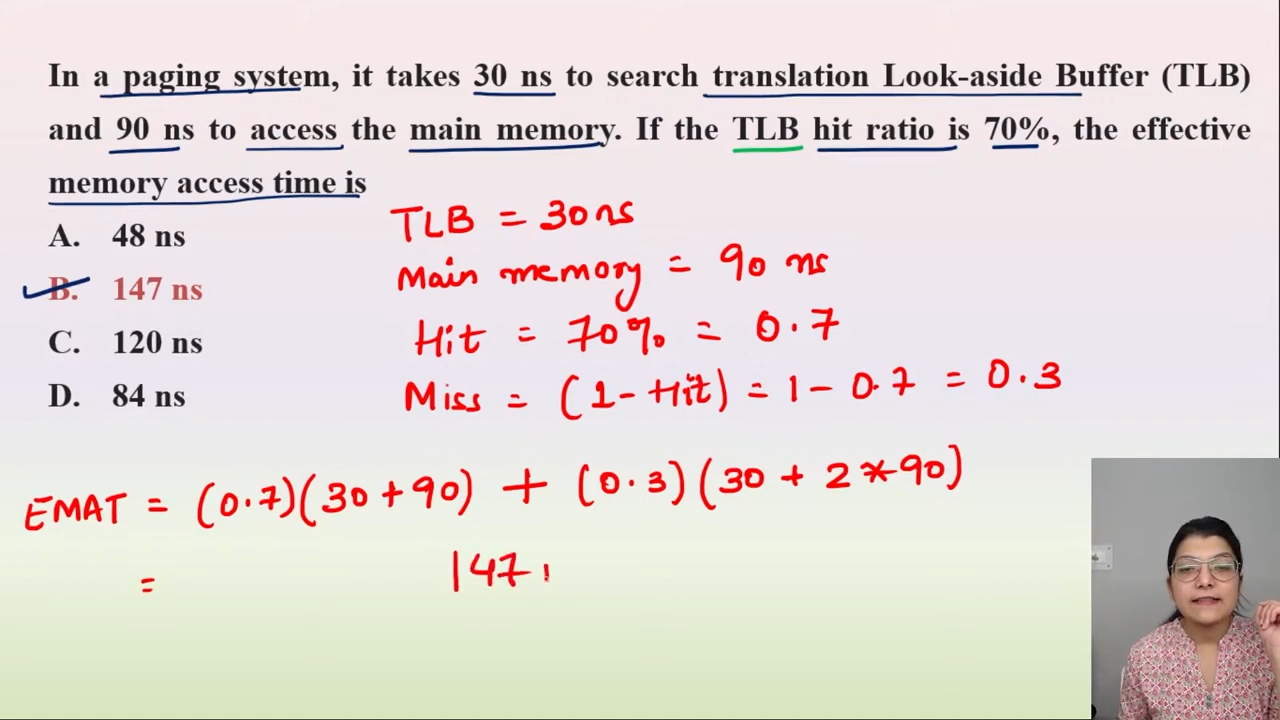 In a paging system, it takes 30 ns to search translation Look-aside Buffer (TLB)
and 90 ns to access the main memory. If the TLB hit ratio is 70%, the effective
memory access time is
A. 48 ns
B. 147 ns
C. 120 ns
D. 84 ns
TLB = 30 ns
Main memory = 90 ns
Hit = 70% = 0.7
Miss = (1 - Hit) = 1 - 0.7 = 0.3
EMAT = (0.7)(30+90) + (0.3)(30 + 2*90)
= 147